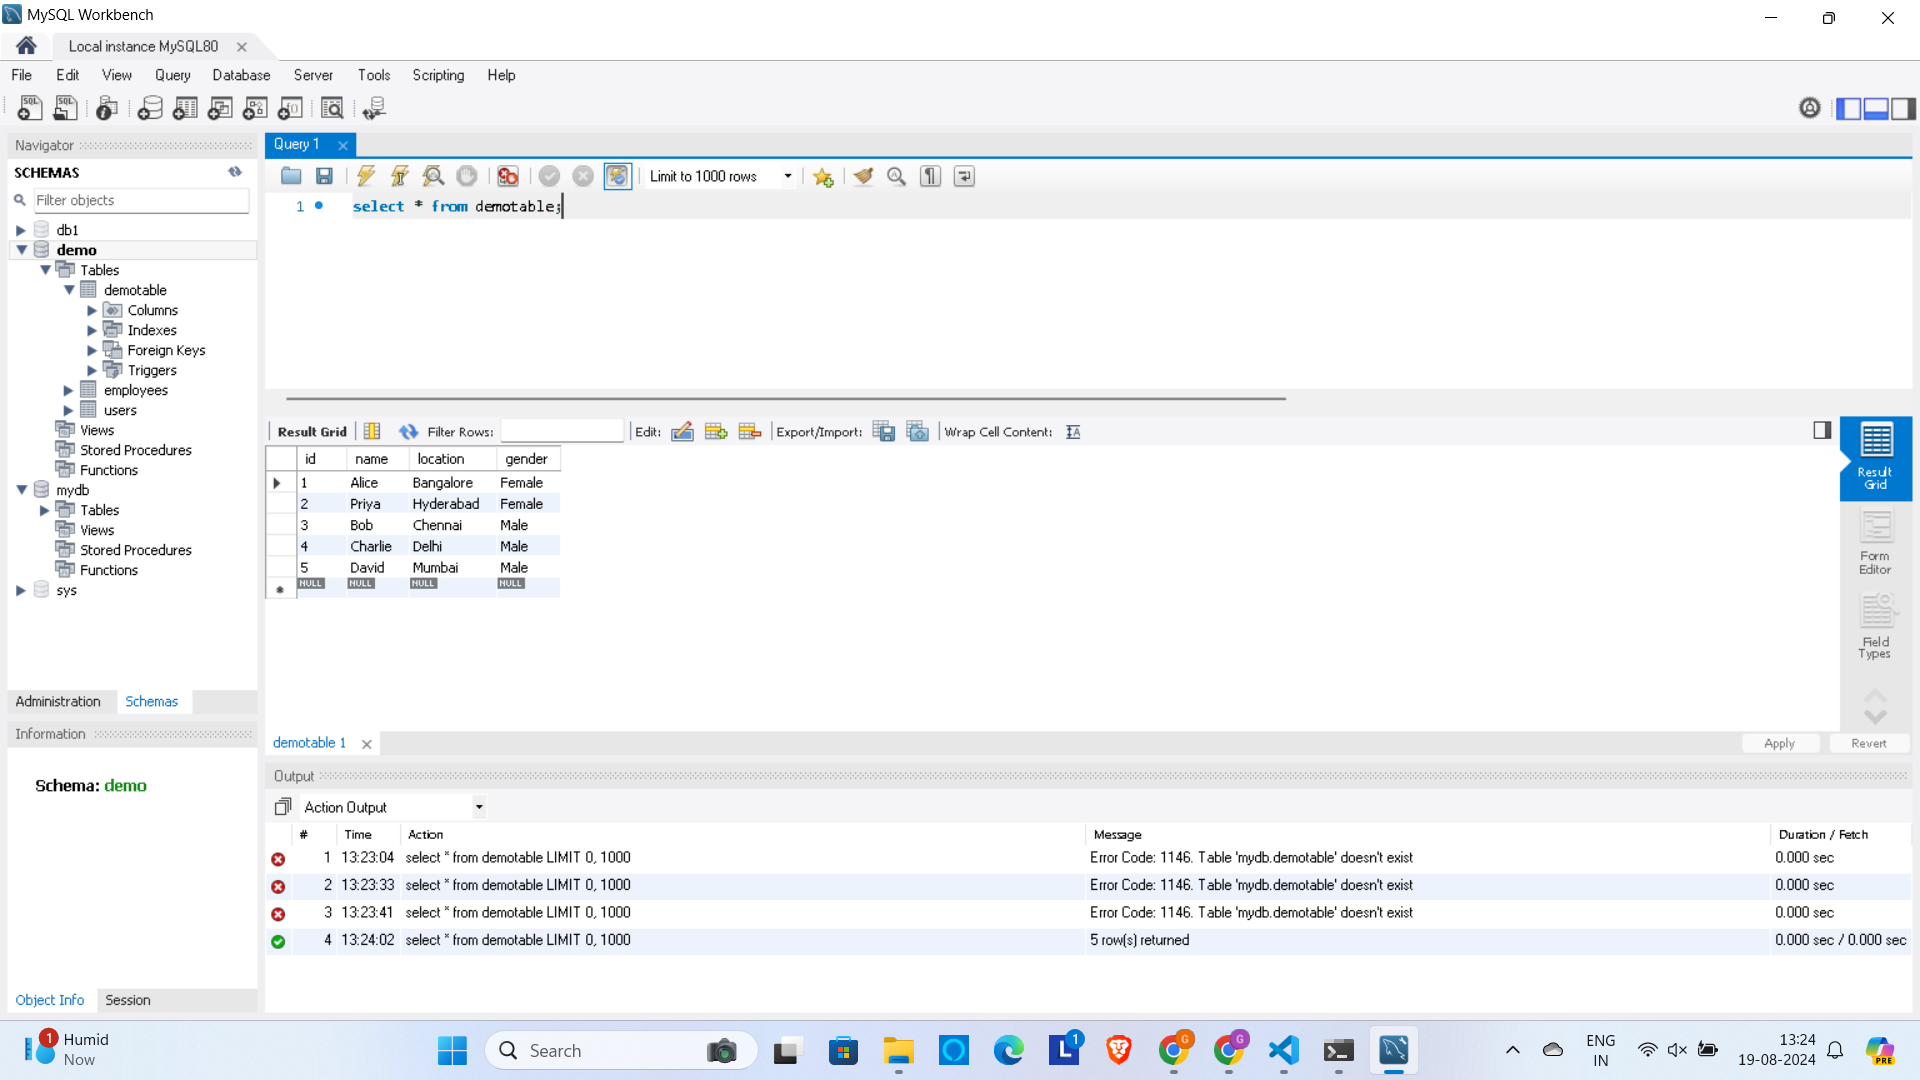 MySQL Workbench
Local instance MySQL80
File Edit View Query Database Server Tools Scripting Help
Navigator
SCHEMAS
Filter objects
db1
demo
Tables
demotable
Columns
Indexes
Foreign Keys
Triggers
employees
users
Views
Stored Procedures
Functions
mydb
Tables
Views
Stored Procedures
Functions
sys
Administration Schemas
Information
Schema: demo
Object Info Session
Query 1
Limit to 1000 rows
1 select * from demotable;
Result Grid Filter Rows: Edit: Export/Import: Wrap Cell Content:
id name location gender
1 Alice Bangalore Female
2 Priya Hyderabad Female
3 Bob Chennai Male
4 Charlie Delhi Male
5 David Mumbai Male
NULL NULL NULL NULL
Result
Grid
Form
Editor
Field
Types
demotable 1
Apply Revert
Output
Action Output
# Time Action Message Duration / Fetch
1 13:23:04 select * from demotable LIMIT 0, 1000 Error Code: 1146. Table 'mydb.demotable' doesn't exist 0.000 sec
2 13:23:33 select * from demotable LIMIT 0, 1000 Error Code: 1146. Table 'mydb.demotable' doesn't exist 0.000 sec
3 13:23:41 select * from demotable LIMIT 0, 1000 Error Code: 1146. Table 'mydb.demotable' doesn't exist 0.000 sec
4 13:24:02 select * from demotable LIMIT 0, 1000 5 row(s) returned 0.000 sec / 0.000 sec
1 Humid
Now
Search
L 1
G
G
ENG
IN
13:24
19-08-2024
PRE